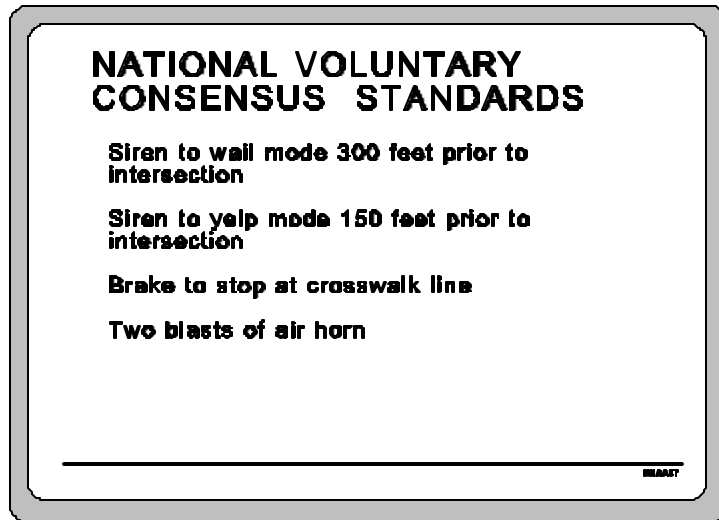 NATIONAL VOLUNTARY
CONSENSUS STANDARDS
Siren to wail mode 300 feet prior to
intersection
Siren to yelp mode 150 feet prior to
intersection
Brake to stop at crosswalk line
Two blasts of air horn